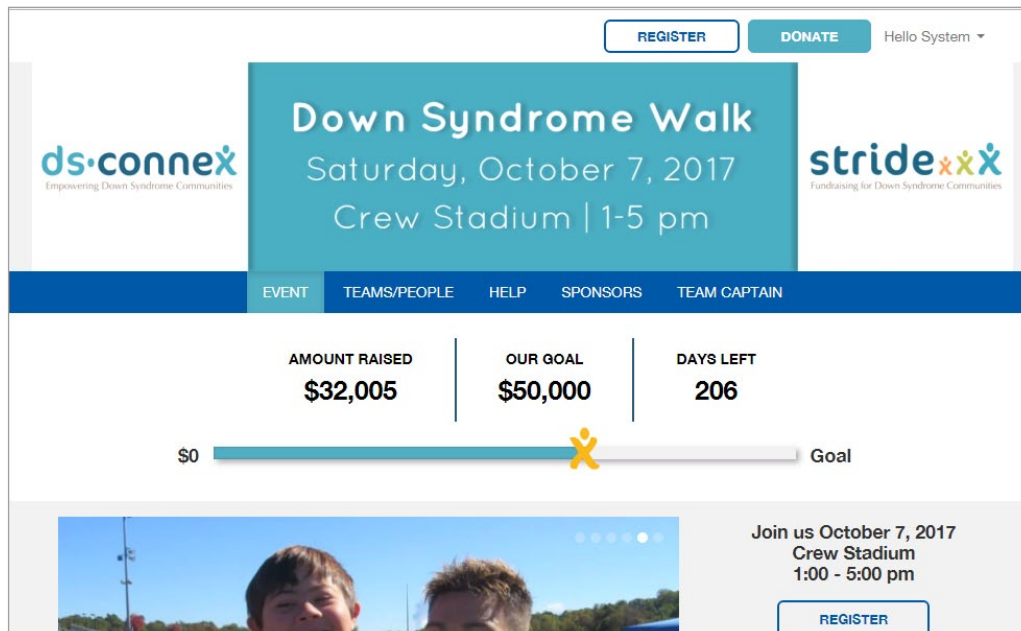 REGISTER
DONATE
Hello System
ds·connex
Empowering Down Syndrome Communities
Down Syndrome Walk
Saturday, October 7, 2017
Crew Stadium | 1-5 pm
stridexxx
Fundraising for Down Syndrome Communities
EVENT
TEAMS/PEOPLE
HELP
SPONSORS
TEAM CAPTAIN
AMOUNT RAISED
$32,005
OUR GOAL
$50,000
DAYS LEFT
206
$0
Goal
Join us October 7, 2017
Crew Stadium
1:00 - 5:00 pm
REGISTER